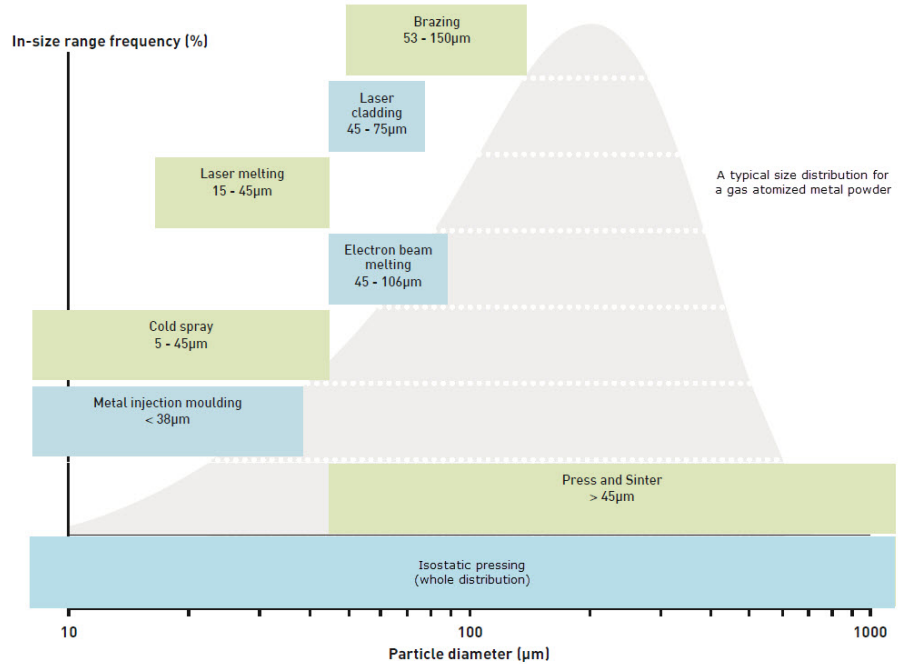 In-size range frequency (%)
Brazing
53 - 150µm
Laser
cladding
45 - 75µm
Laser melting
15 - 45µm
A typical size distribution for
a gas atomized metal powder
Electron beam
melting
45 - 106µm
Cold spray
5 - 45µm
Metal injection moulding
< 38µm
Press and Sinter
> 45µm
Isostatic pressing
(whole distribution)
10
100
1000
Particle diameter (µm)